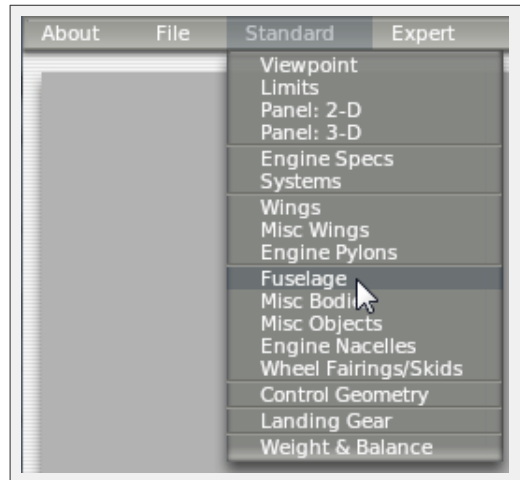 About File Standard Expert
Viewpoint
Limits
Panel: 2-D
Panel: 3-D
Engine Specs
Systems
Wings
Misc Wings
Engine Pylons
Fuselage
Misc Bodie
Misc Objects
Engine Nacelles
Wheel Fairings/Skids
Control Geometry
Landing Gear
Weight & Balance